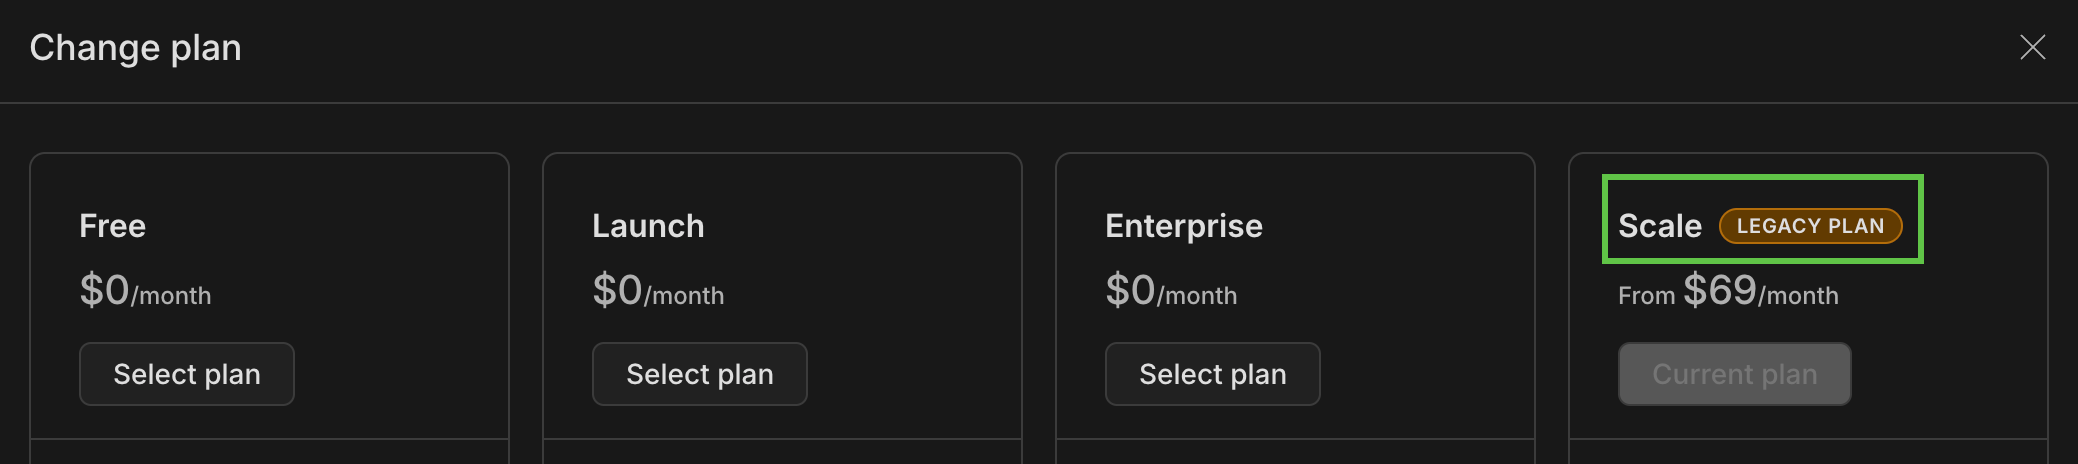 Change plan
Free
$0/month
Select plan
Launch
$0/month
Select plan
Enterprise
$0/month
Select plan
Scale LEGACY PLAN
From $69/month
Current plan